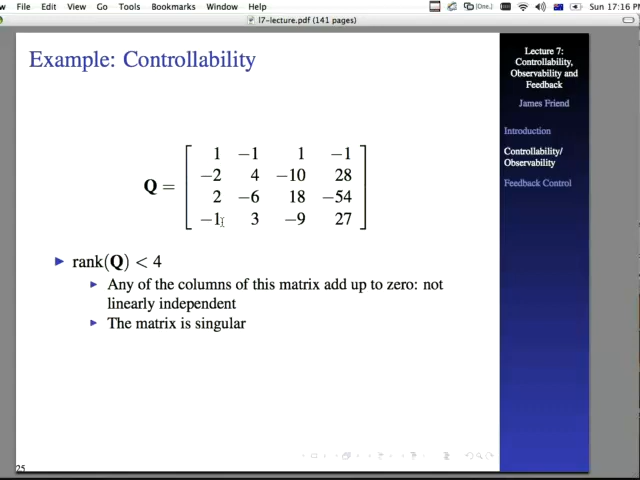 w File Edit View Go Tools Bookmarks Window Help (One.) Sun 17:16 PM
l7-lecture.pdf (141 pages)
Example: Controllability
Q =
1 −1 1 −1
−2 4 −10 28
2 −6 18 −54
−1 3 −9 27
rank(Q) < 4
Any of the columns of this matrix add up to zero: not
linearly independent
The matrix is singular
25
Lecture 7:
Controllability,
Observability and
Feedback
James Friend
Introduction
Controllability/
Observability
Feedback Control